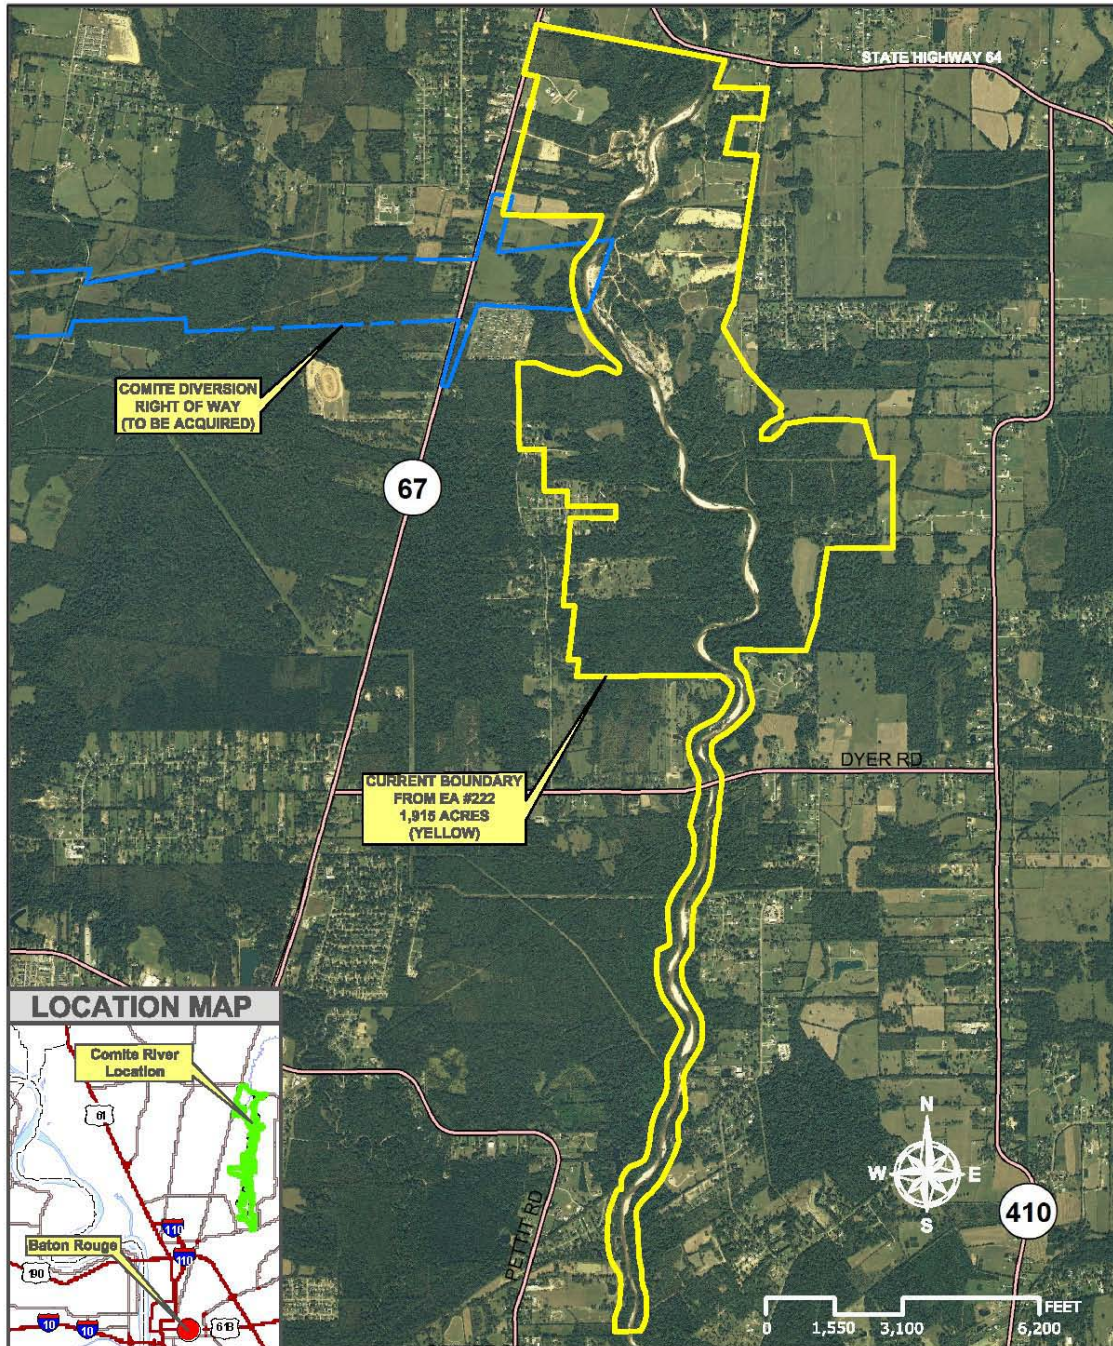 STATE HIGHWAY 64
COMITE DIVERSION
RIGHT OF WAY
(TO BE ACQUIRED)
67
DYER RD
CURRENT BOUNDARY
FROM EA #222
1,915 ACRES
(YELLOW)
LOCATION MAP
Comite River
Location
61
110
110
Baton Rouge
190
10
10
61B
PETTIT RD
N
W
E
S
410
FEET
0 1,550 3,100 6,200